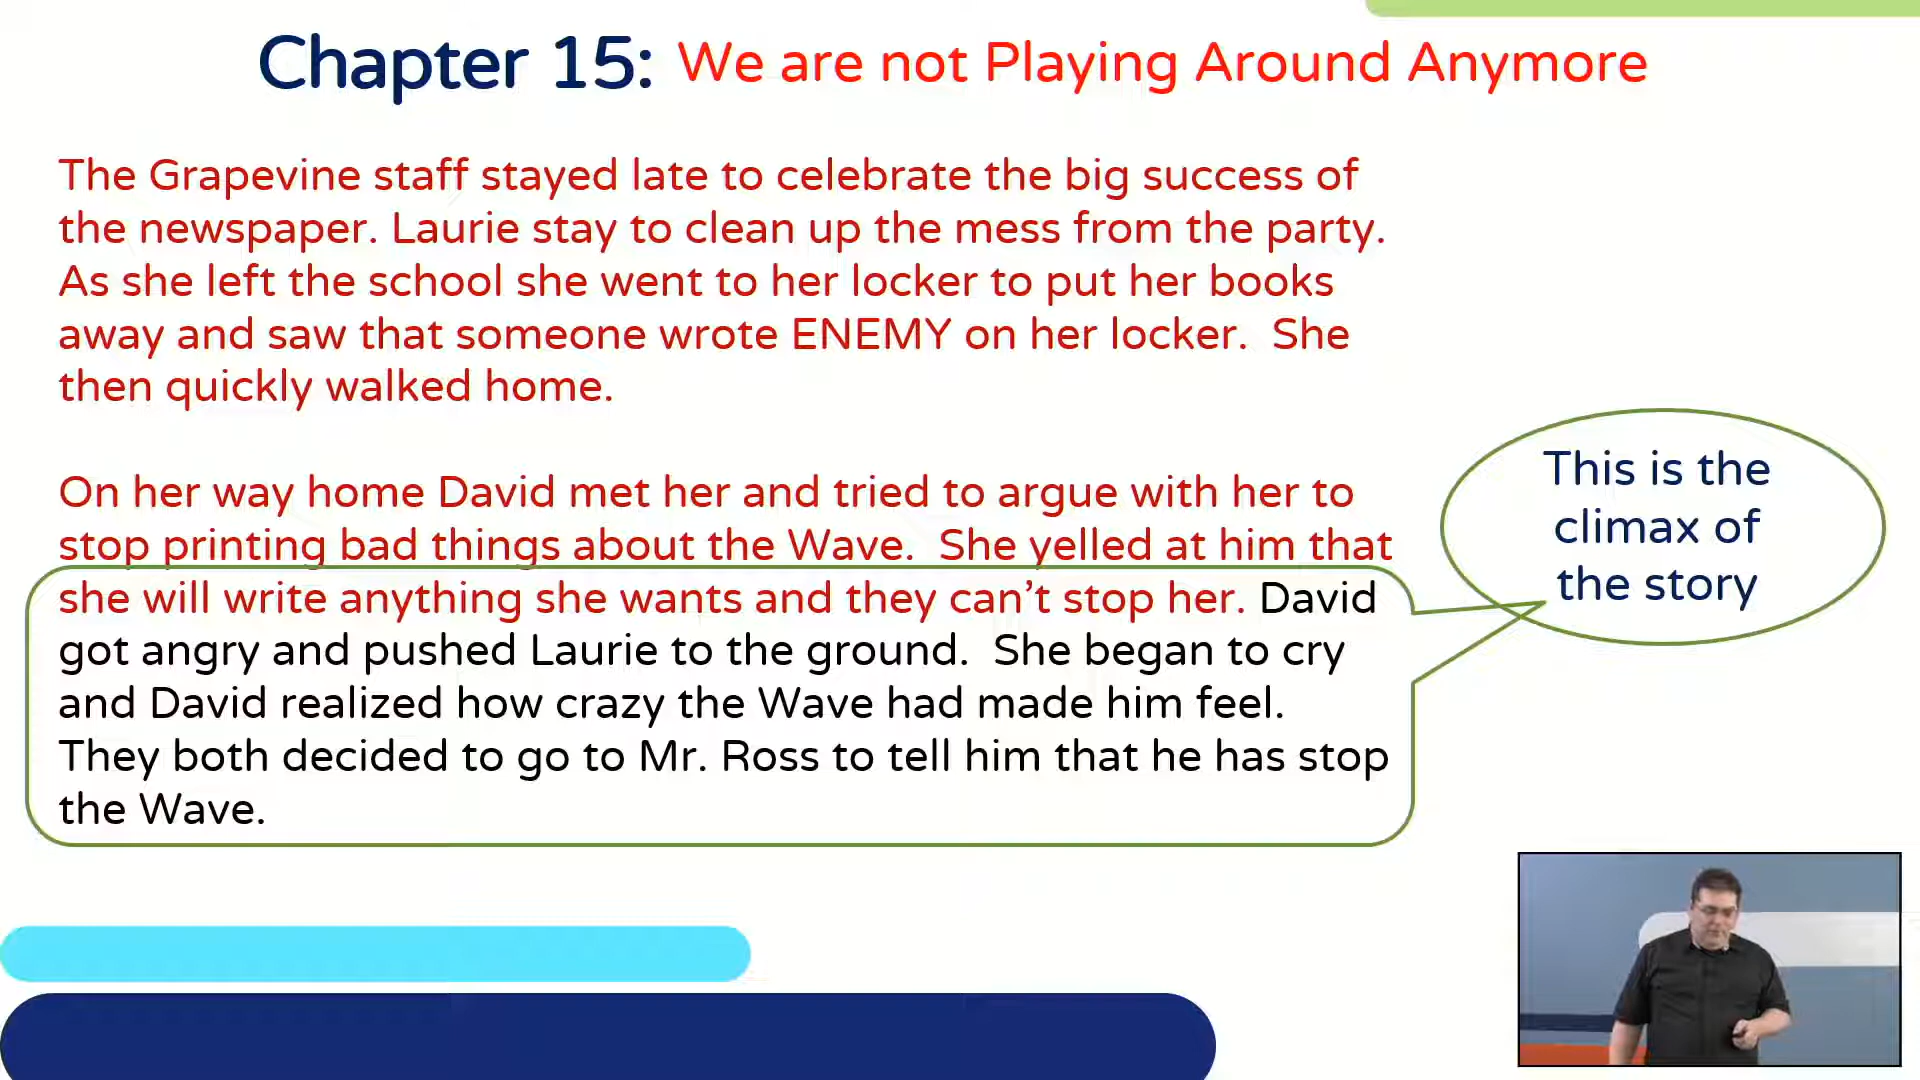 Chapter 15: We are not Playing Around Anymore
The Grapevine staff stayed late to celebrate the big success of
the newspaper. Laurie stay to clean up the mess from the party.
As she left the school she went to her locker to put her books
away and saw that someone wrote ENEMY on her locker.  She
then quickly walked home.
On her way home David met her and tried to argue with her to
stop printing bad things about the Wave.  She yelled at him that
she will write anything she wants and they can’t stop her. David
got angry and pushed Laurie to the ground.  She began to cry
and David realized how crazy the Wave had made him feel.
They both decided to go to Mr. Ross to tell him that he has stop
the Wave.
This is the
climax of
the story